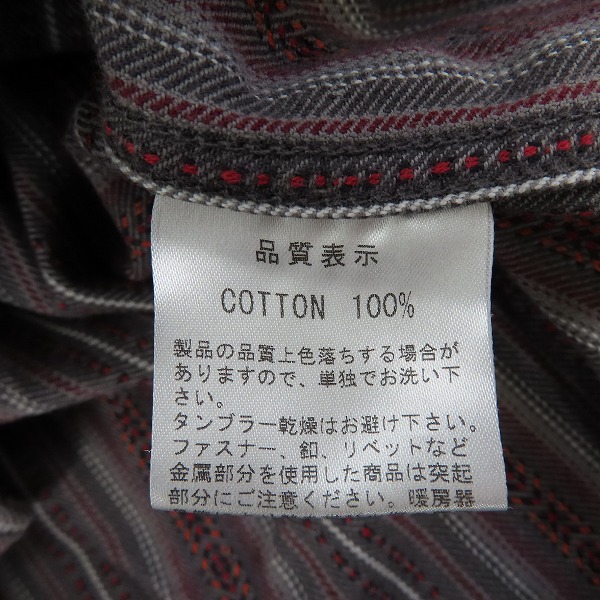 品質表示
COTTON 100%
製品の品質上色落ちする場合が
ありますので、単独でお洗い下
さい。
タンブラー乾燥はお避け下さい。
ファスナー、釦、リベットなど
金属部分を使用した商品は突起
部分にご注意ください。暖房器